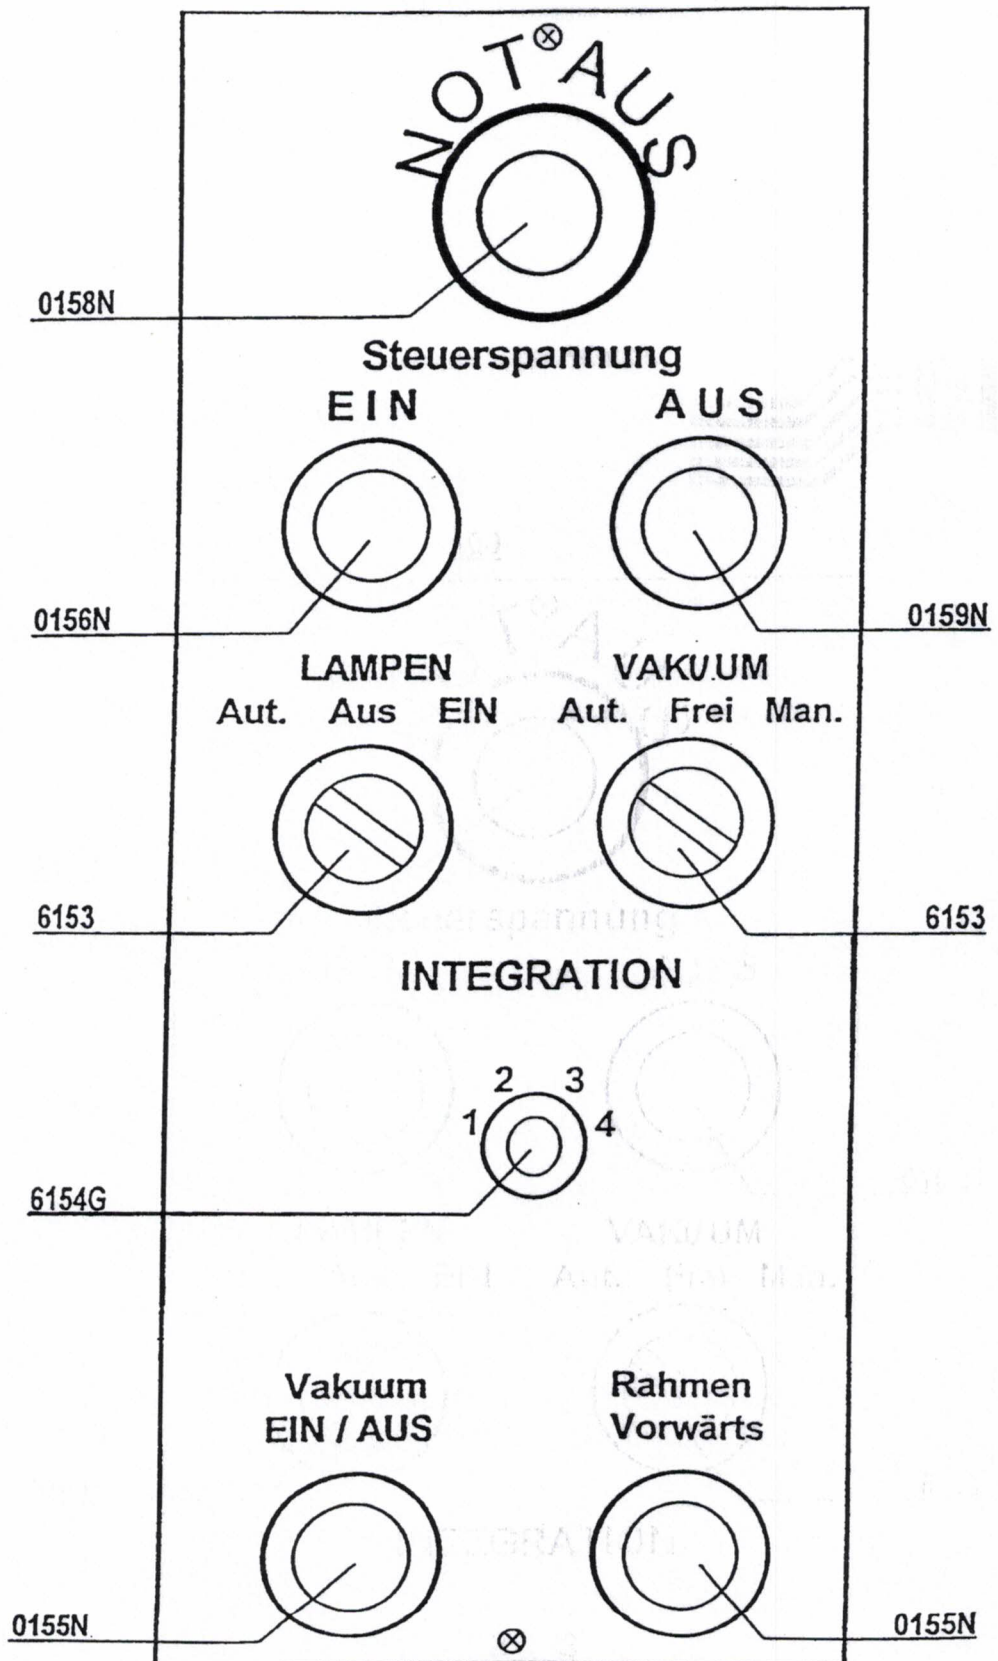 NOT AUS
0158N
Steuerspannung
EIN AUS
0156N 0159N
LAMPEN VAKUUM
Aut. Aus EIN Aut. Frei Man.
6153 6153
INTEGRATION
2 3
1 4
6154G
Vakuum Rahmen
EIN / AUS Vorwärts
0155N 0155N